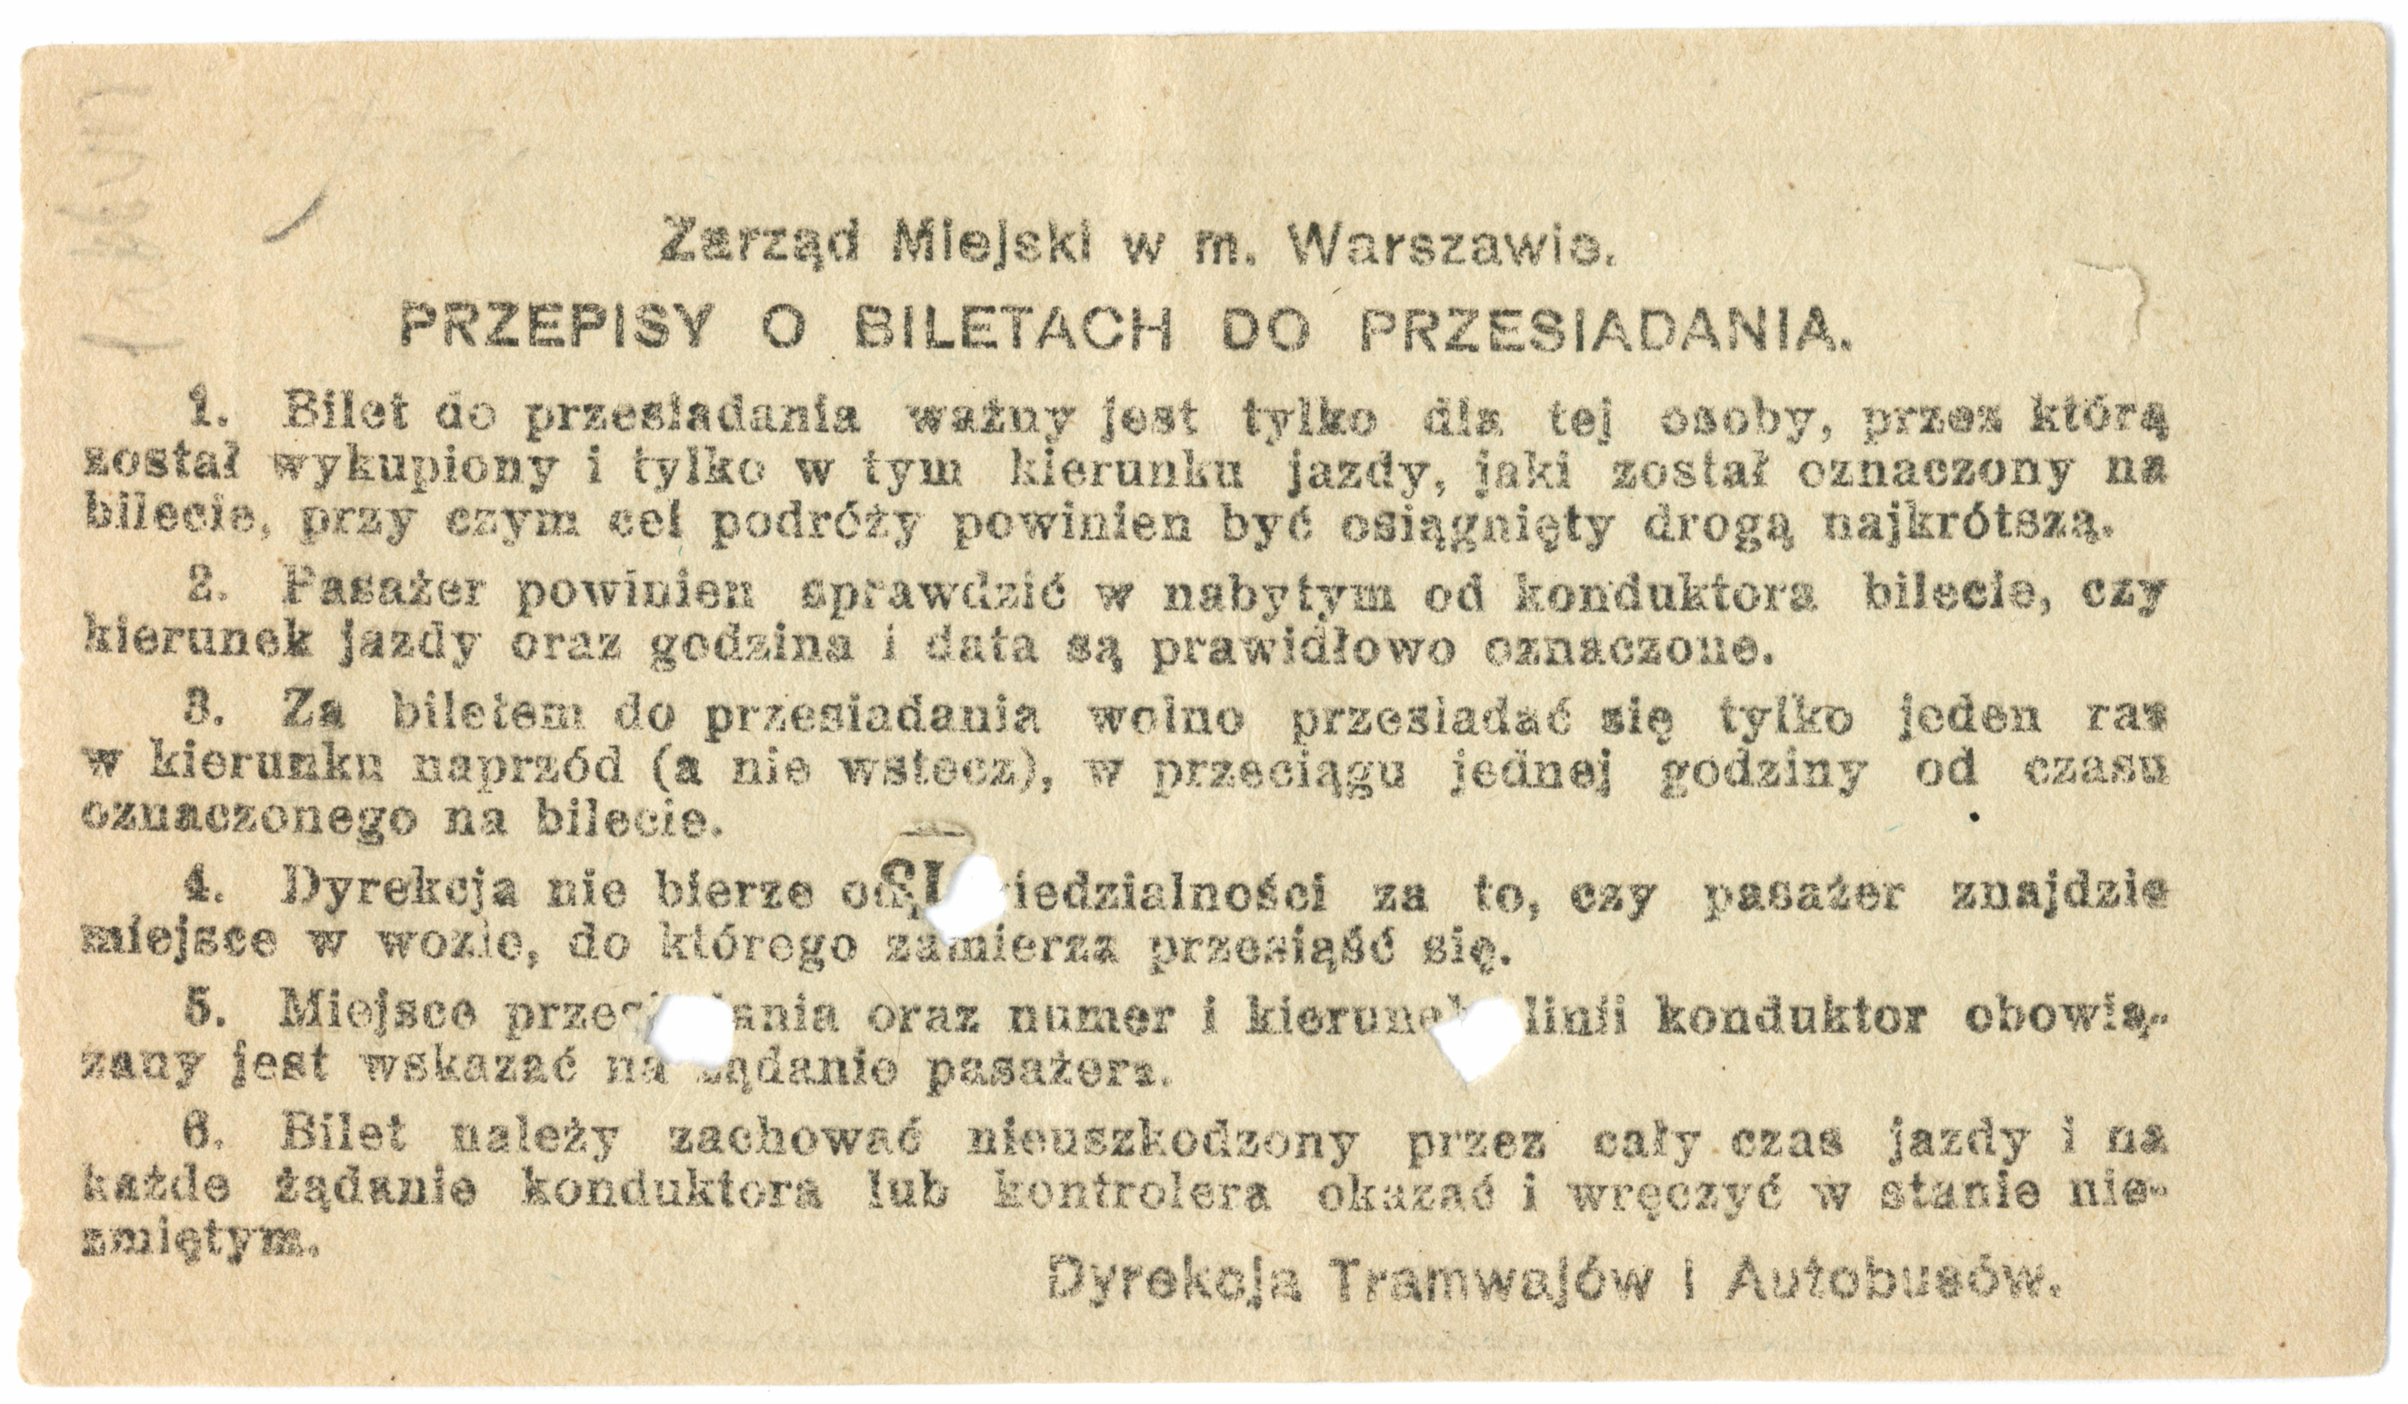 Zarząd Miejski w m. Warszawie.
PRZEPISY O BILETACH DO PRZESIADANIA.
1. Bilet do przesiadania ważny jest tylko dla tej osoby, przez którą
został wykupiony i tylko w tym kierunku jazdy, jaki został oznaczony na
bilecie, przy czym cel podróży powinien być osiągnięty drogą najkrótszą.
2. Pasażer powinien sprawdzić w nabytym od konduktora bilecie, czy
kierunek jazdy oraz godzina i data są prawidłowo oznaczone.
3. Za biletem do przesiadania wolno przesiadać się tylko jeden raz
w kierunku naprzód (a nie wstecz), w przeciągu jednej godziny od czasu
oznaczonego na bilecie.
4. Dyrekcja nie bierze od iedzialności za to, czy pasażer znajdzie
miejsce w wozie, do którego zamierza przesiąść się.
5. Miejsce przes ania oraz numer i kierunek linii konduktor obowią-
zany jest wskazać na żądanie pasażera.
6. Bilet należy zachować nieuszkodzony przez cały czas jazdy i na
każde żądanie konduktora lub kontrolera okazać i wręczyć w stanie nie-
zmiętym.
Dyrekcja Tramwajów i Autobusów.